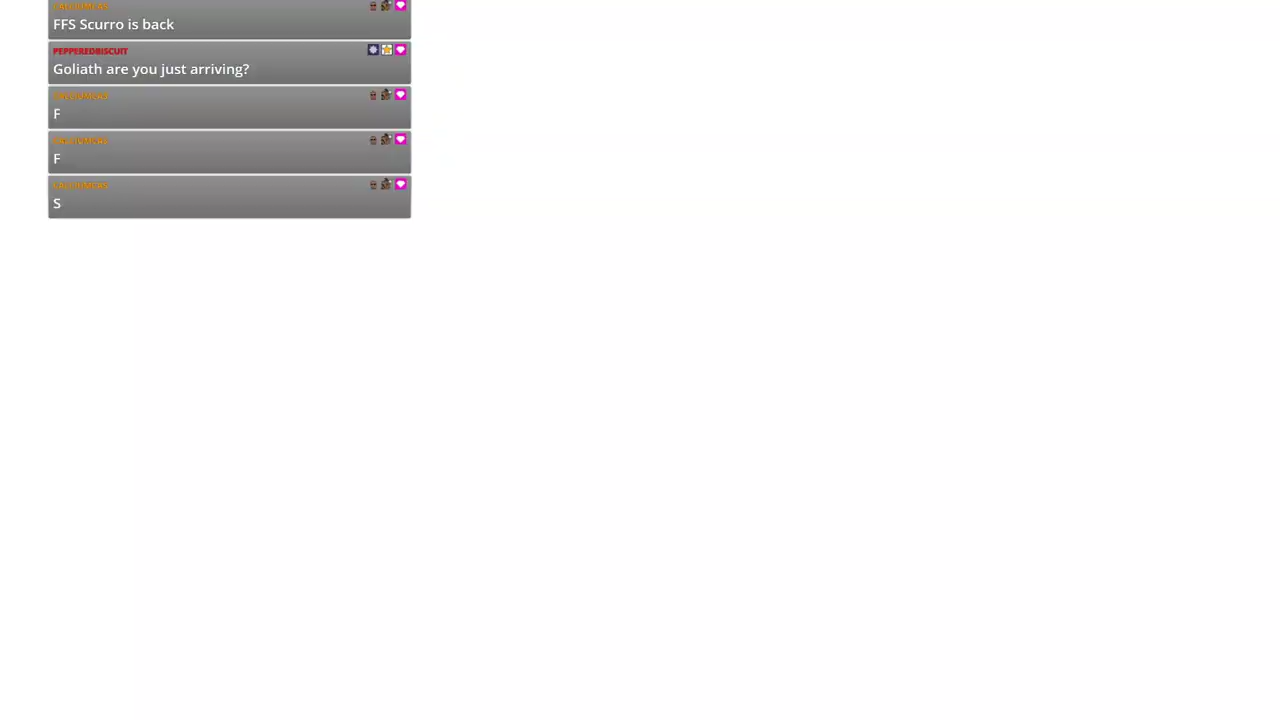 FFS Scurro is back
PEPPEREDBISCUIT
Goliath are you just arriving?
F
F
S